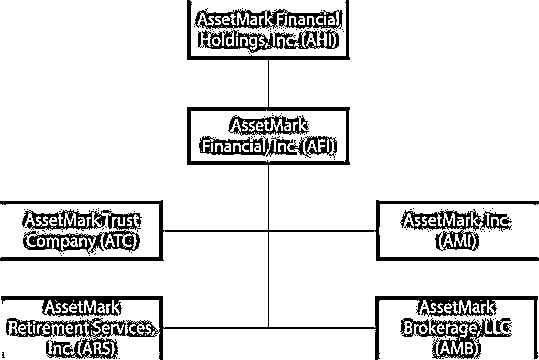 AssetMark Financial
Holdings, Inc. (AHI)
AssetMark
Financial, Inc. (AFI)
AssetMark Trust
Company (ATC)
AssetMark, Inc.
(AMI)
AssetMark
Retirement Services,
Inc. (ARS)
AssetMark
Brokerage, LLC
(AMB)